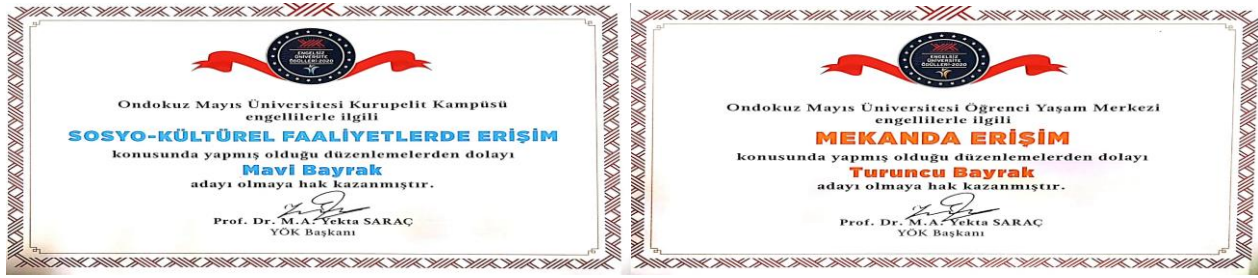 ENGELSİZ
ÜNİVERSİTE
ÖDÜLLERİ-2020
Ondokuz Mayıs Üniversitesi Kurupelit Kampüsü
engellilerle ilgili
SOSYO-KÜLTÜREL FAALİYETLERDE ERİŞİM
konusunda yapmış olduğu düzenlemelerden dolayı
Mavi Bayrak
adayı olmaya hak kazanmıştır.
Prof. Dr. M.A. Yekta SARAÇ
YÖK Başkanı
ENGELSİZ
ÜNİVERSİTE
ÖDÜLLERİ-2020
Ondokuz Mayıs Üniversitesi Öğrenci Yaşam Merkezi
engellilerle ilgili
MEKANDA ERİŞİM
konusunda yapmış olduğu düzenlemelerden dolayı
Turuncu Bayrak
adayı olmaya hak kazanmıştır.
Prof. Dr. M.A. Yekta SARAÇ
YÖK Başkanı